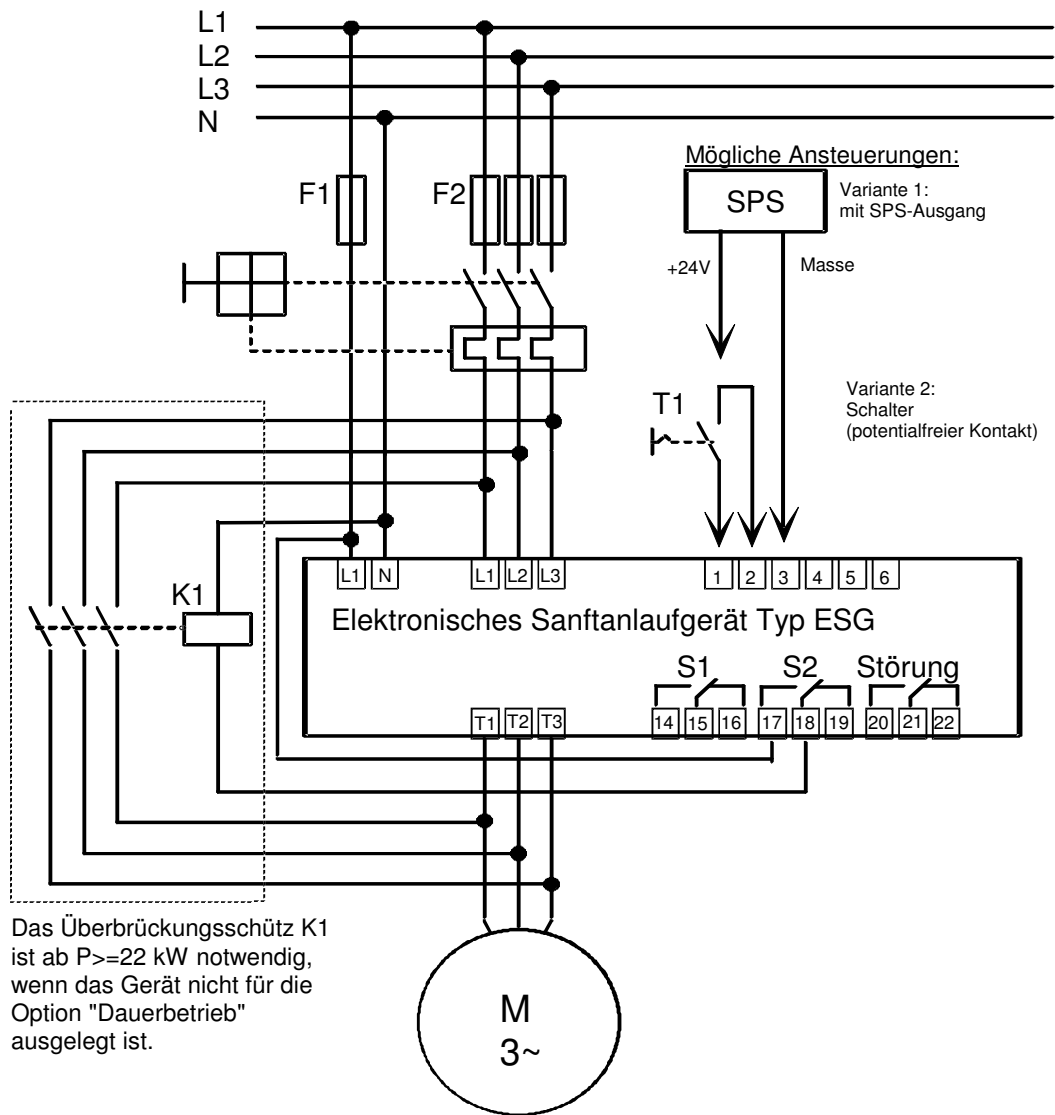 L1
L2
L3
N
Mögliche Ansteuerungen:
F1
F2
SPS
Variante 1:
mit SPS-Ausgang
+24V
Masse
T1
Variante 2:
Schalter
(potentialfreier Kontakt)
L1 N L1 L2 L3 1 2 3 4 5 6
K1
Elektronisches Sanftanlaufgerät Typ ESG
S1 S2 Störung
T1 T2 T3 14 15 16 17 18 19 20 21 22
Das Überbrückungsschütz K1
ist ab P>=22 kW notwendig,
wenn das Gerät nicht für die
Option "Dauerbetrieb"
ausgelegt ist.
M
3~